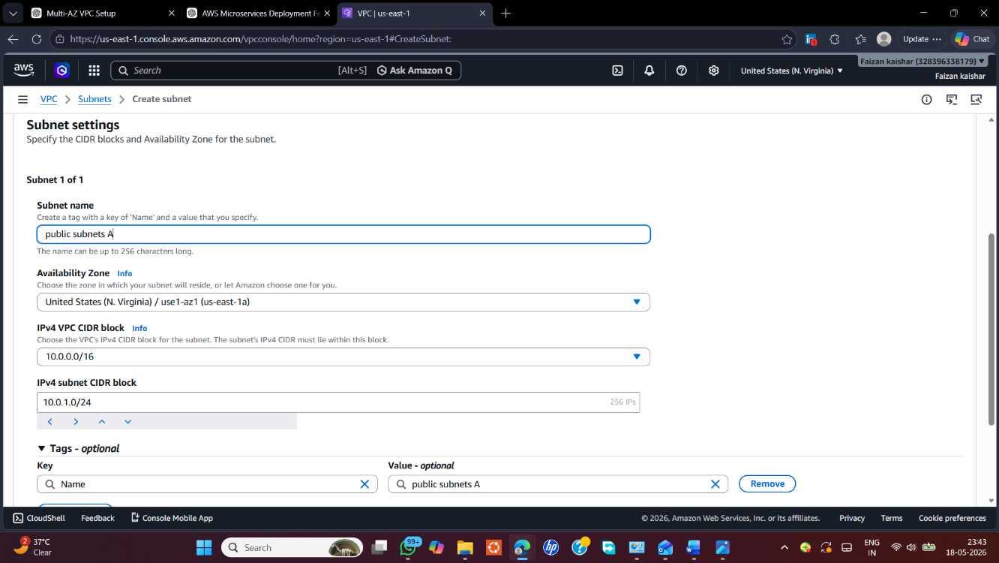 Multi-AZ VPC Setup
AWS Microservices Deployment Fe
VPC | us-east-1
https://us-east-1.console.aws.amazon.com/vpcconsole/home?region=us-east-1#CreateSubnet:
Update
Chat
aws
Search
[Alt+S]
Ask Amazon Q
United States (N. Virginia)
Faizan kaishar (328396338179)
Faizan kaishar
VPC
Subnets
Create subnet
Subnet settings
Specify the CIDR blocks and Availability Zone for the subnet.
Subnet 1 of 1
Subnet name
Create a tag with a key of 'Name' and a value that you specify.
public subnets A
The name can be up to 256 characters long.
Availability Zone Info
Choose the zone in which your subnet will reside, or let Amazon choose one for you.
United States (N. Virginia) / use1-az1 (us-east-1a)
IPv4 VPC CIDR block Info
Choose the VPC's IPv4 CIDR block for the subnet. The subnet's IPv4 CIDR must lie within this block.
10.0.0.0/16
IPv4 subnet CIDR block
10.0.1.0/24
256 IPs
Tags - optional
Key
Value - optional
Name
public subnets A
Remove
CloudShell
Feedback
Console Mobile App
© 2026, Amazon Web Services, Inc. or its affiliates.
Privacy
Terms
Cookie preferences
2
37°C
Clear
Search
99+
hp
ENG
IN
23:43
18-05-2026